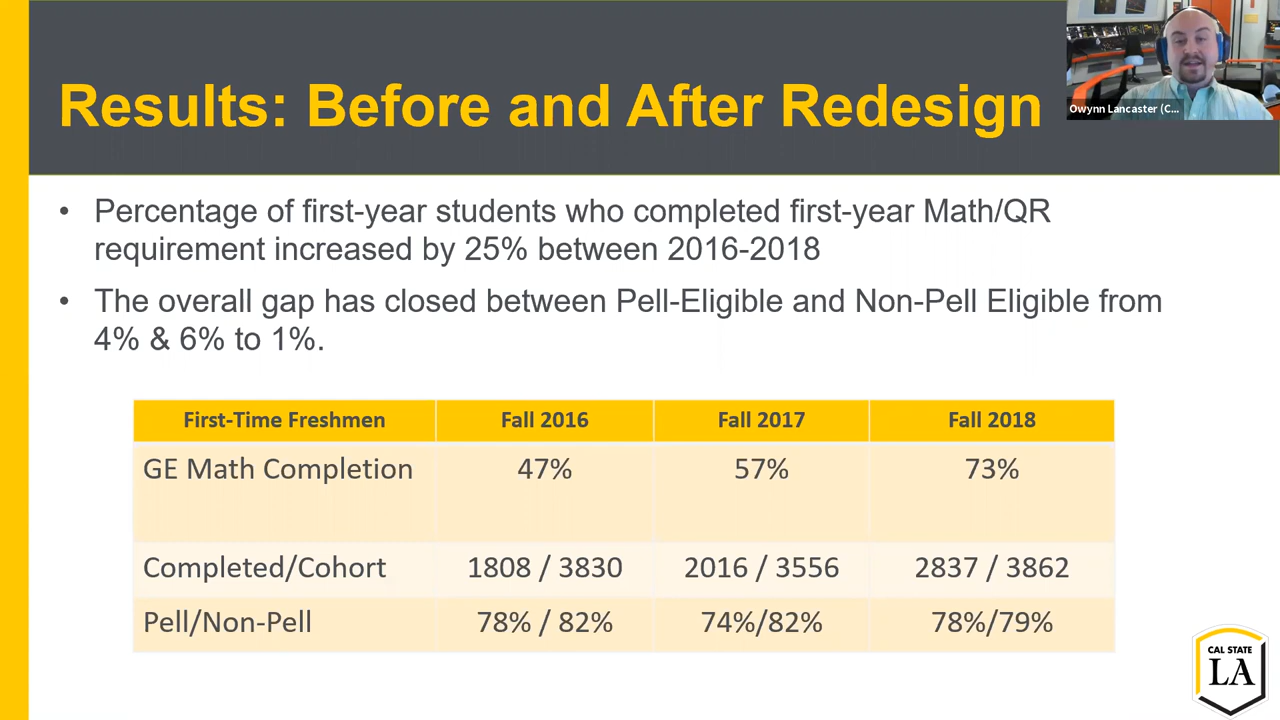 Results: Before and After Redesign
Owynn Lancaster (C...
• Percentage of first-year students who completed first-year Math/QR
requirement increased by 25% between 2016-2018
• The overall gap has closed between Pell-Eligible and Non-Pell Eligible from
4% & 6% to 1%.
First-Time Freshmen Fall 2016 Fall 2017 Fall 2018
GE Math Completion 47% 57% 73%
Completed/Cohort 1808 / 3830 2016 / 3556 2837 / 3862
Pell/Non-Pell 78% / 82% 74%/82% 78%/79%
CAL STATE
LA